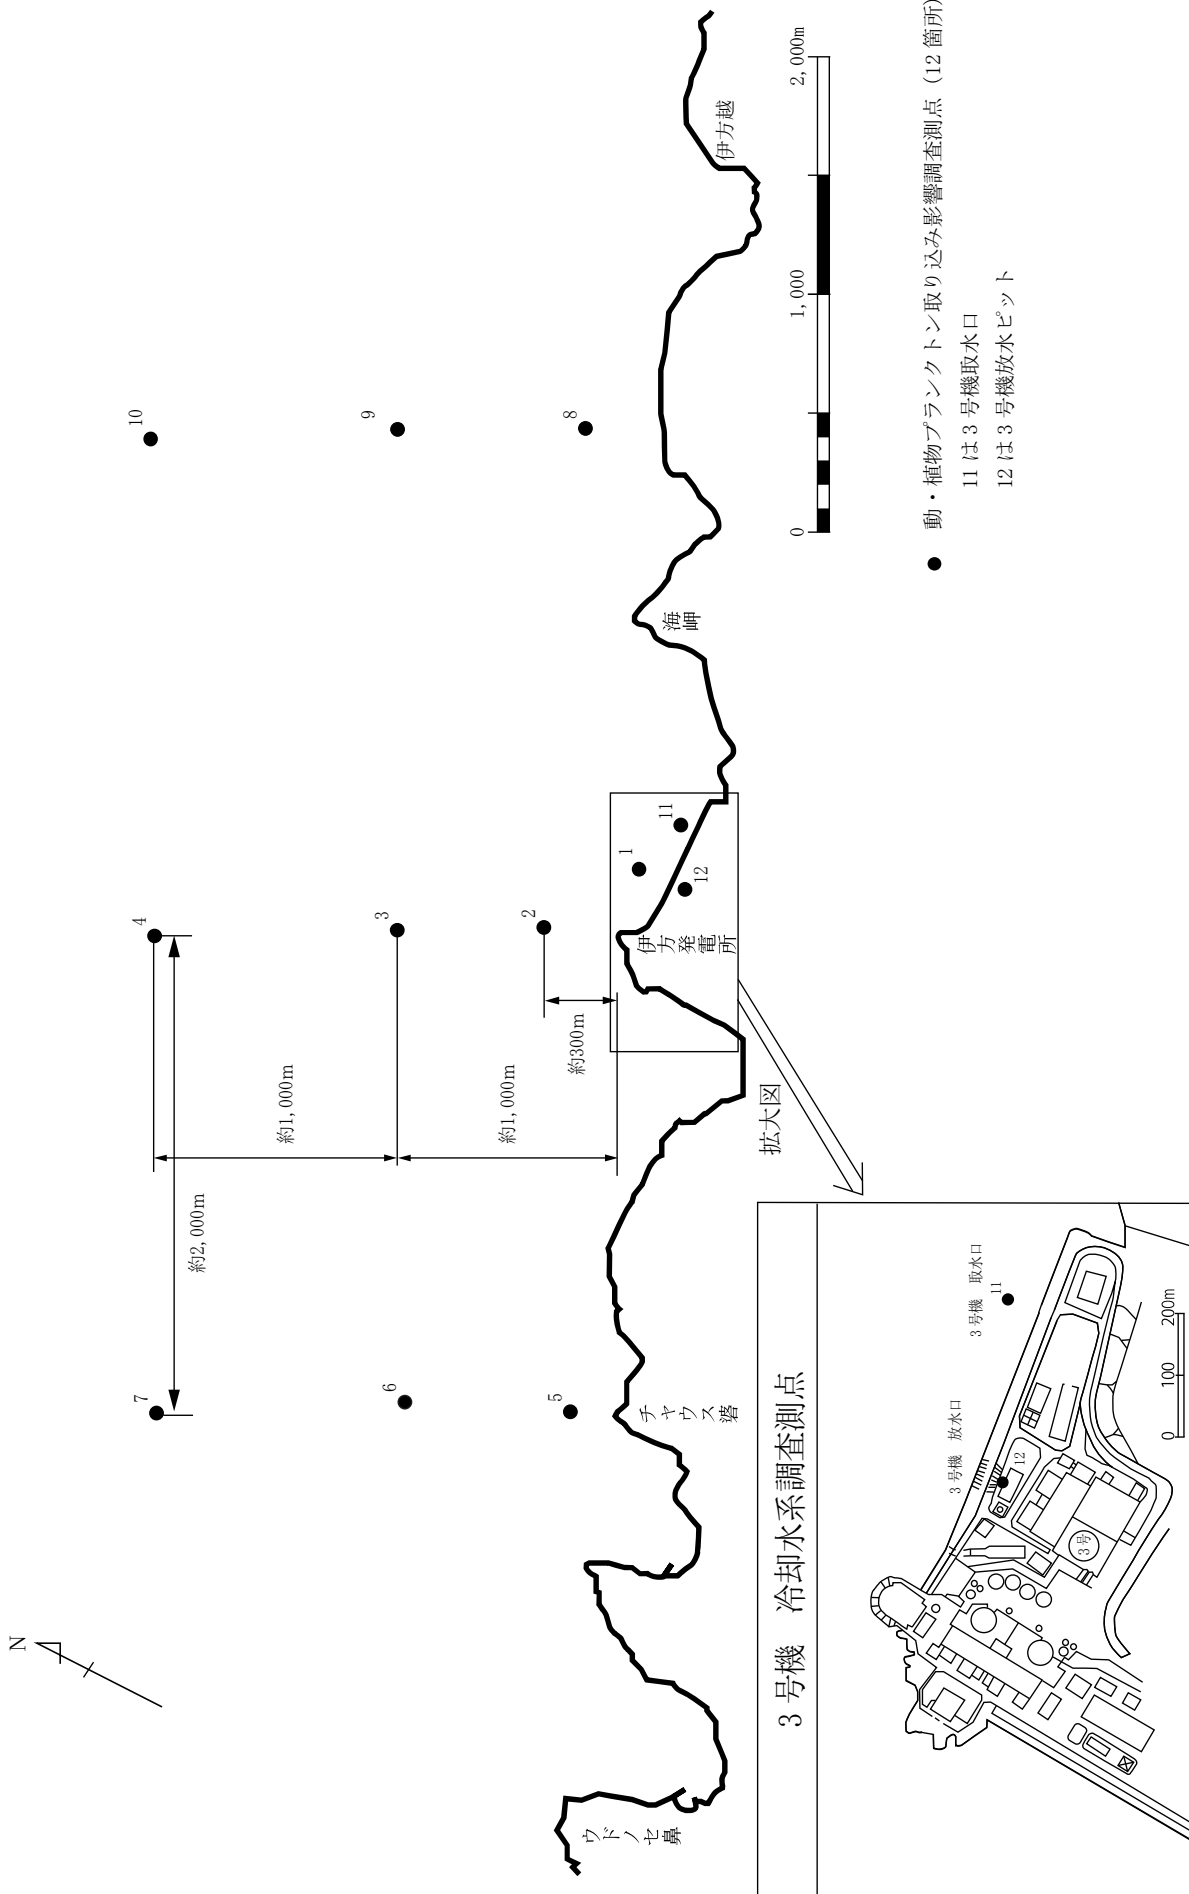 N
7
4
10
約2,000m
約1,000m
6
3
9
約1,000m
5
2
8
約300m
1
11
12
ウドノセ鼻
チャウス碆
伊方発電所
海岬
伊方越
拡大図
0
1,000
2,000m
● 動・植物プランクトン取り込み影響調査測点（12 箇所）
11 は 3 号機取水口
12 は 3 号機放水ピット
3 号機　冷却水系調査測点
3 号機　放水口
12
3 号機　取水口
11
3号
0
100
200m